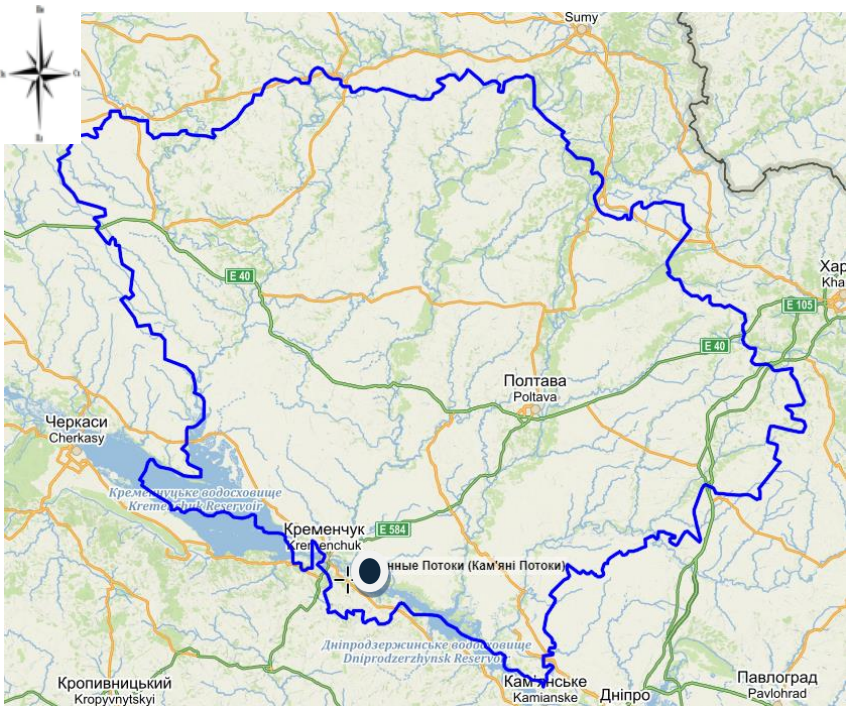 Sumy
E 40
Хар
Kha
E 105
E 40
Полтава
Poltava
Черкаси
Cherkasy
Кременчуцьке водосховище
Kremenchuk Reservoir
Кременчук
Kremenchuk
E 584
нные Потоки (Кам'яні Потоки)
Дніпродзержинське водосховище
Dniprodzerzhynsk Reservoi
Кам'янське
Kamianske
Дніпро
Павлоград
Pavlohrad
Кропивницький
Kropyvnytskyi